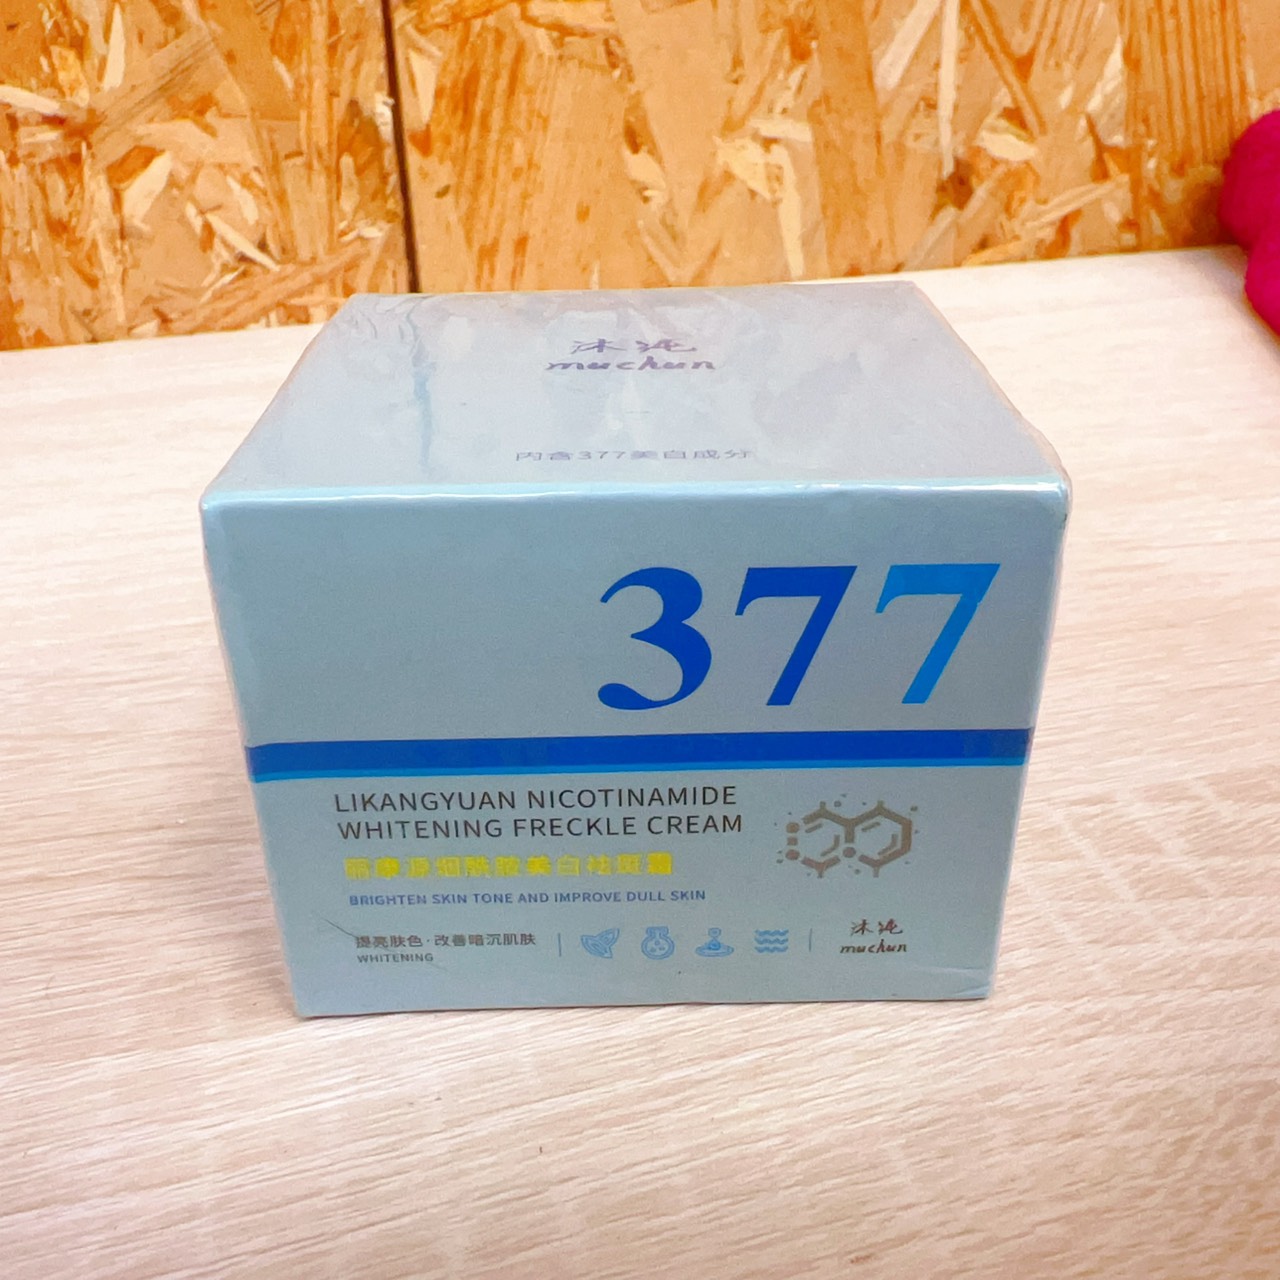 沐沌
muchun
内含377美白成分
377
LIKANGYUAN NICOTINAMIDE
WHITENING FRECKLE CREAM
丽康源烟酰胺美白祛斑霜
BRIGHTEN SKIN TONE AND IMPROVE DULL SKIN
提亮肤色·改善暗沉肌肤
WHITENING
沐沌
muchun